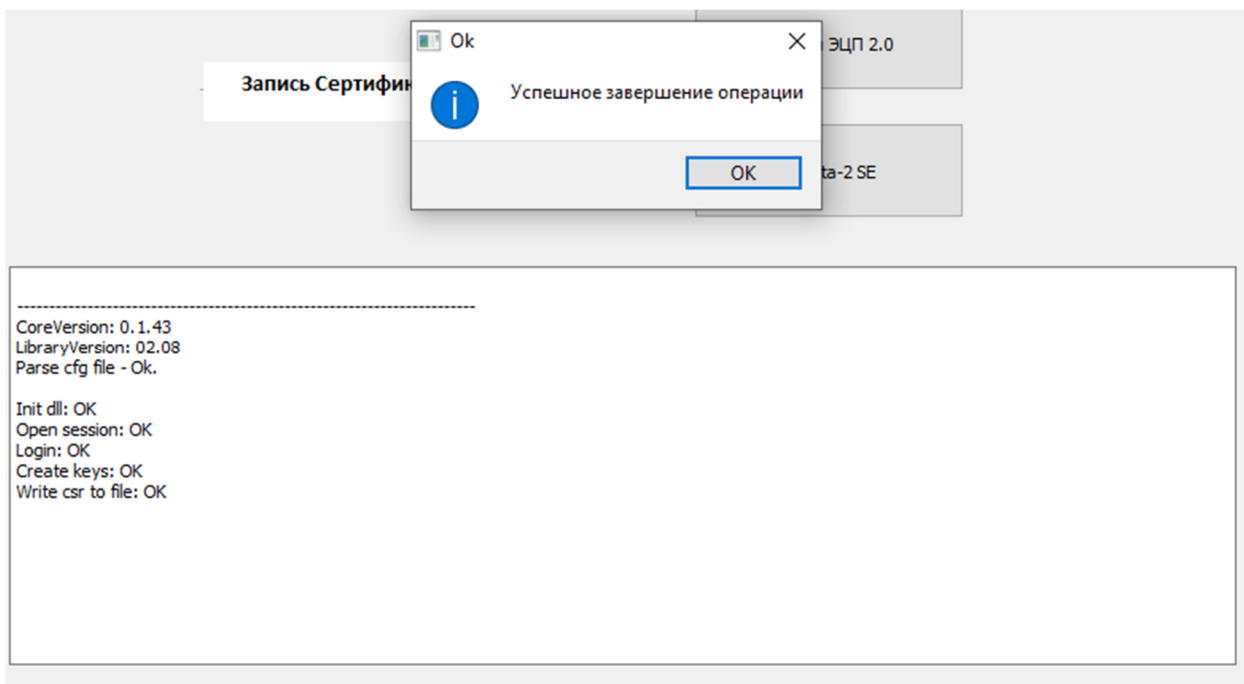 Ok
ЭЦП 2.0
Запись
Успешное завершение операции
OK
ta-2 SE
------------------------------------------------------------------------
CoreVersion: 0.1.43
LibraryVersion: 02.08
Parse cfg file - Ok.
Init dll: OK
Open session: OK
Login: OK
Create keys: OK
Write csr to file: OK